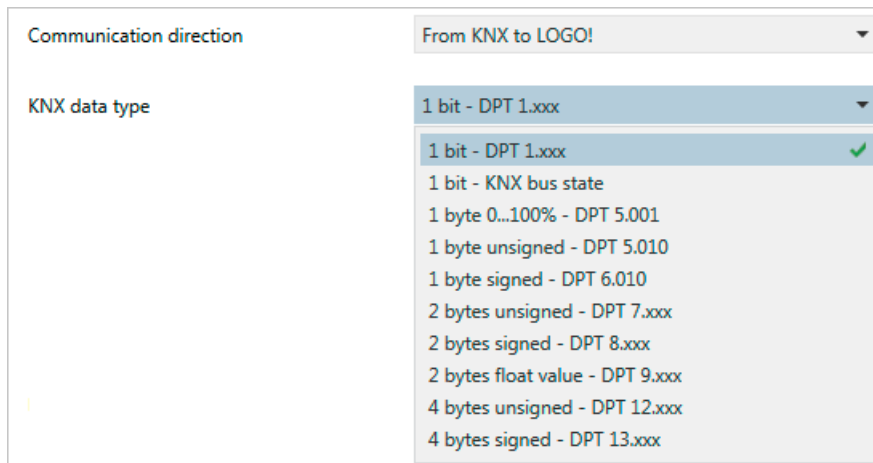 Communication direction From KNX to LOGO!
KNX data type 1 bit - DPT 1.xxx
1 bit - DPT 1.xxx
1 bit - KNX bus state
1 byte 0...100% - DPT 5.001
1 byte unsigned - DPT 5.010
1 byte signed - DPT 6.010
2 bytes unsigned - DPT 7.xxx
2 bytes signed - DPT 8.xxx
2 bytes float value - DPT 9.xxx
4 bytes unsigned - DPT 12.xxx
4 bytes signed - DPT 13.xxx